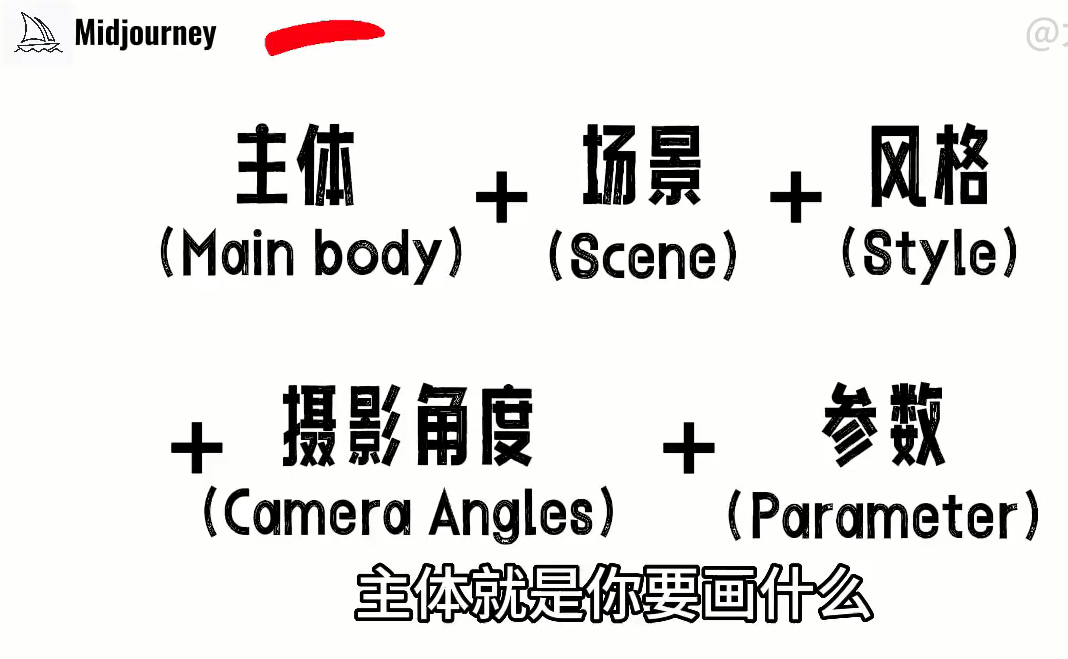 Midjourney
@
主体 + 场景 + 风格
(Main body) (Scene) (Style)
+ 摄影角度 + 参数
(Camera Angles) (Parameter)
主体就是你要画什么